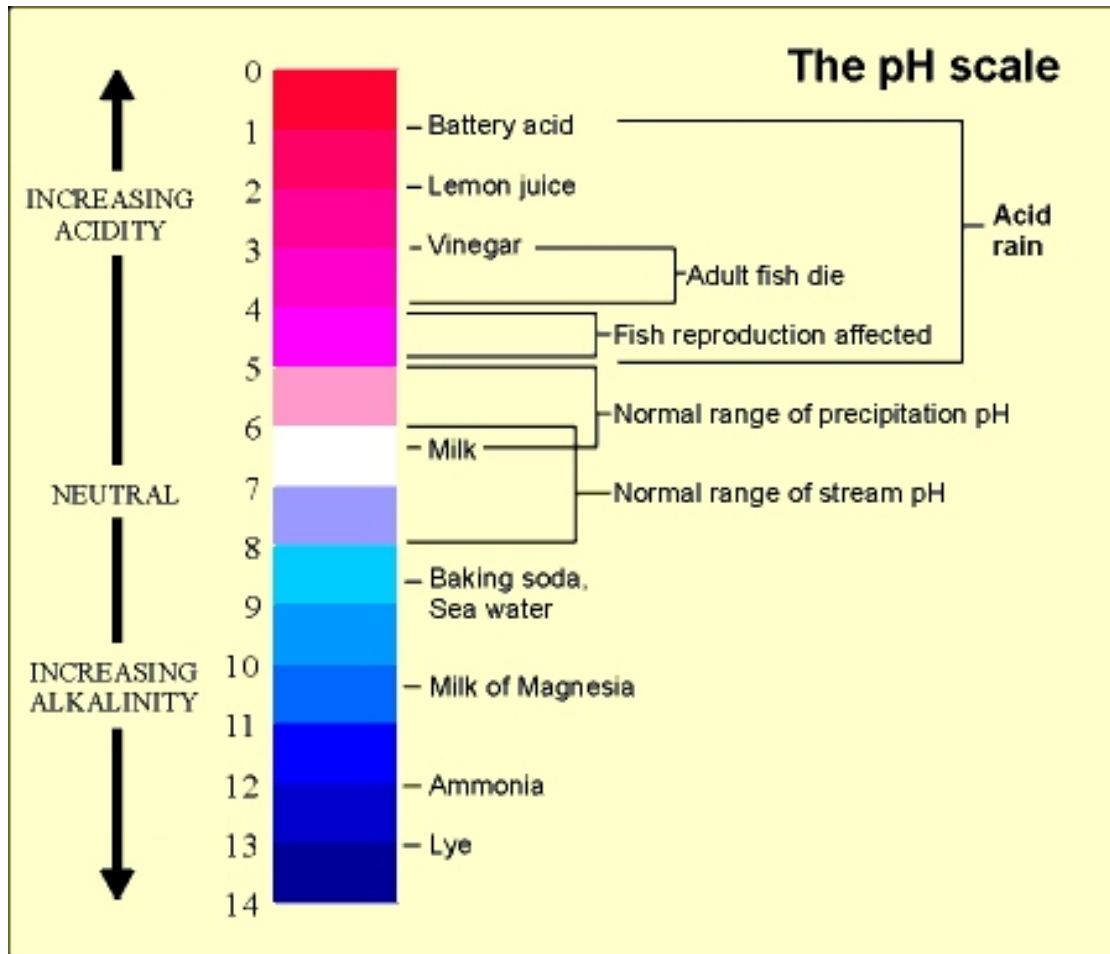 The pH scale
0
1
2
3
4
5
6
7
8
9
10
11
12
13
14
INCREASING
ACIDITY
NEUTRAL
INCREASING
ALKALINITY
Battery acid
Lemon juice
Vinegar
Adult fish die
Acid
rain
Fish reproduction affected
Normal range of precipitation pH
Milk
Normal range of stream pH
Baking soda,
Sea water
Milk of Magnesia
Ammonia
Lye